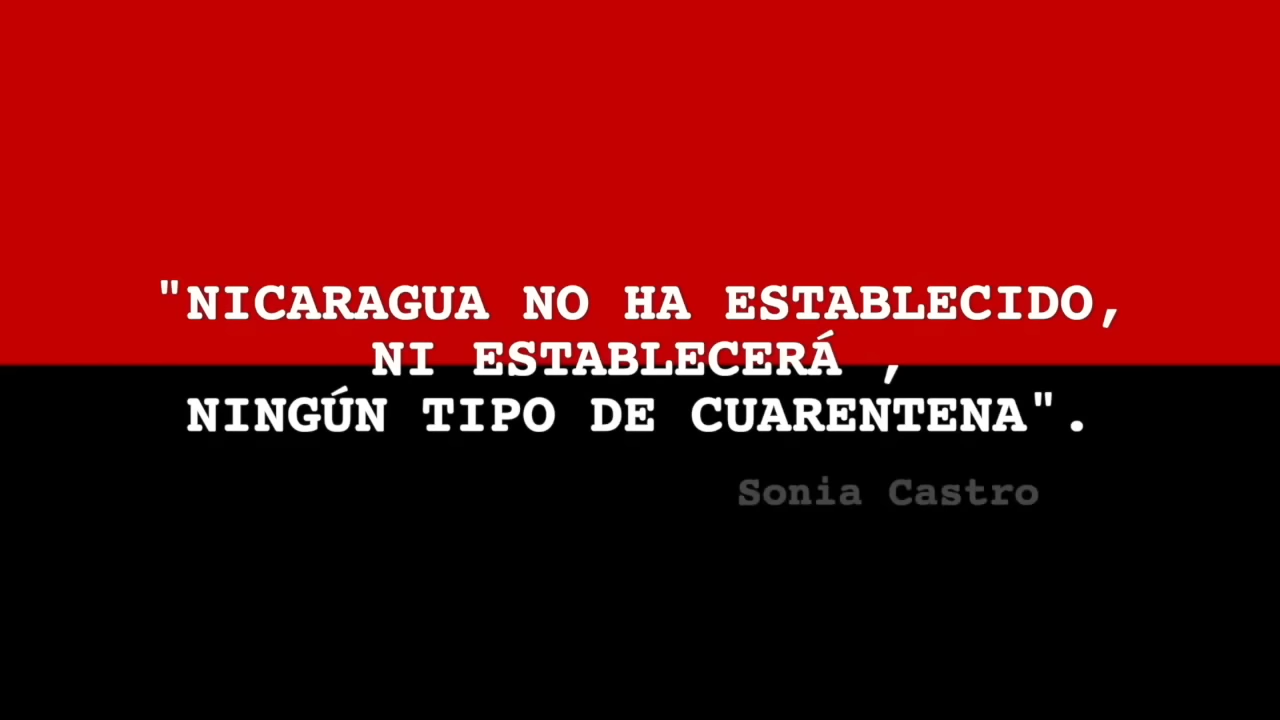 "NICARAGUA NO HA ESTABLECIDO,
NI ESTABLECERÁ ,
NINGÚN TIPO DE CUARENTENA".
Sonia Castro